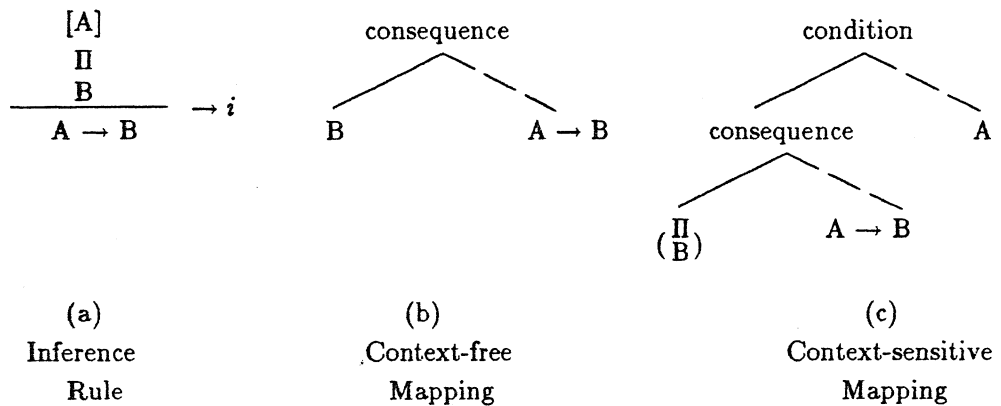 [A]
Π
B
→ i
A → B
consequence
B
A → B
condition
A
consequence
Π
( B )
A → B
(a)
Inference
Rule
(b)
Context-free
Mapping
(c)
Context-sensitive
Mapping